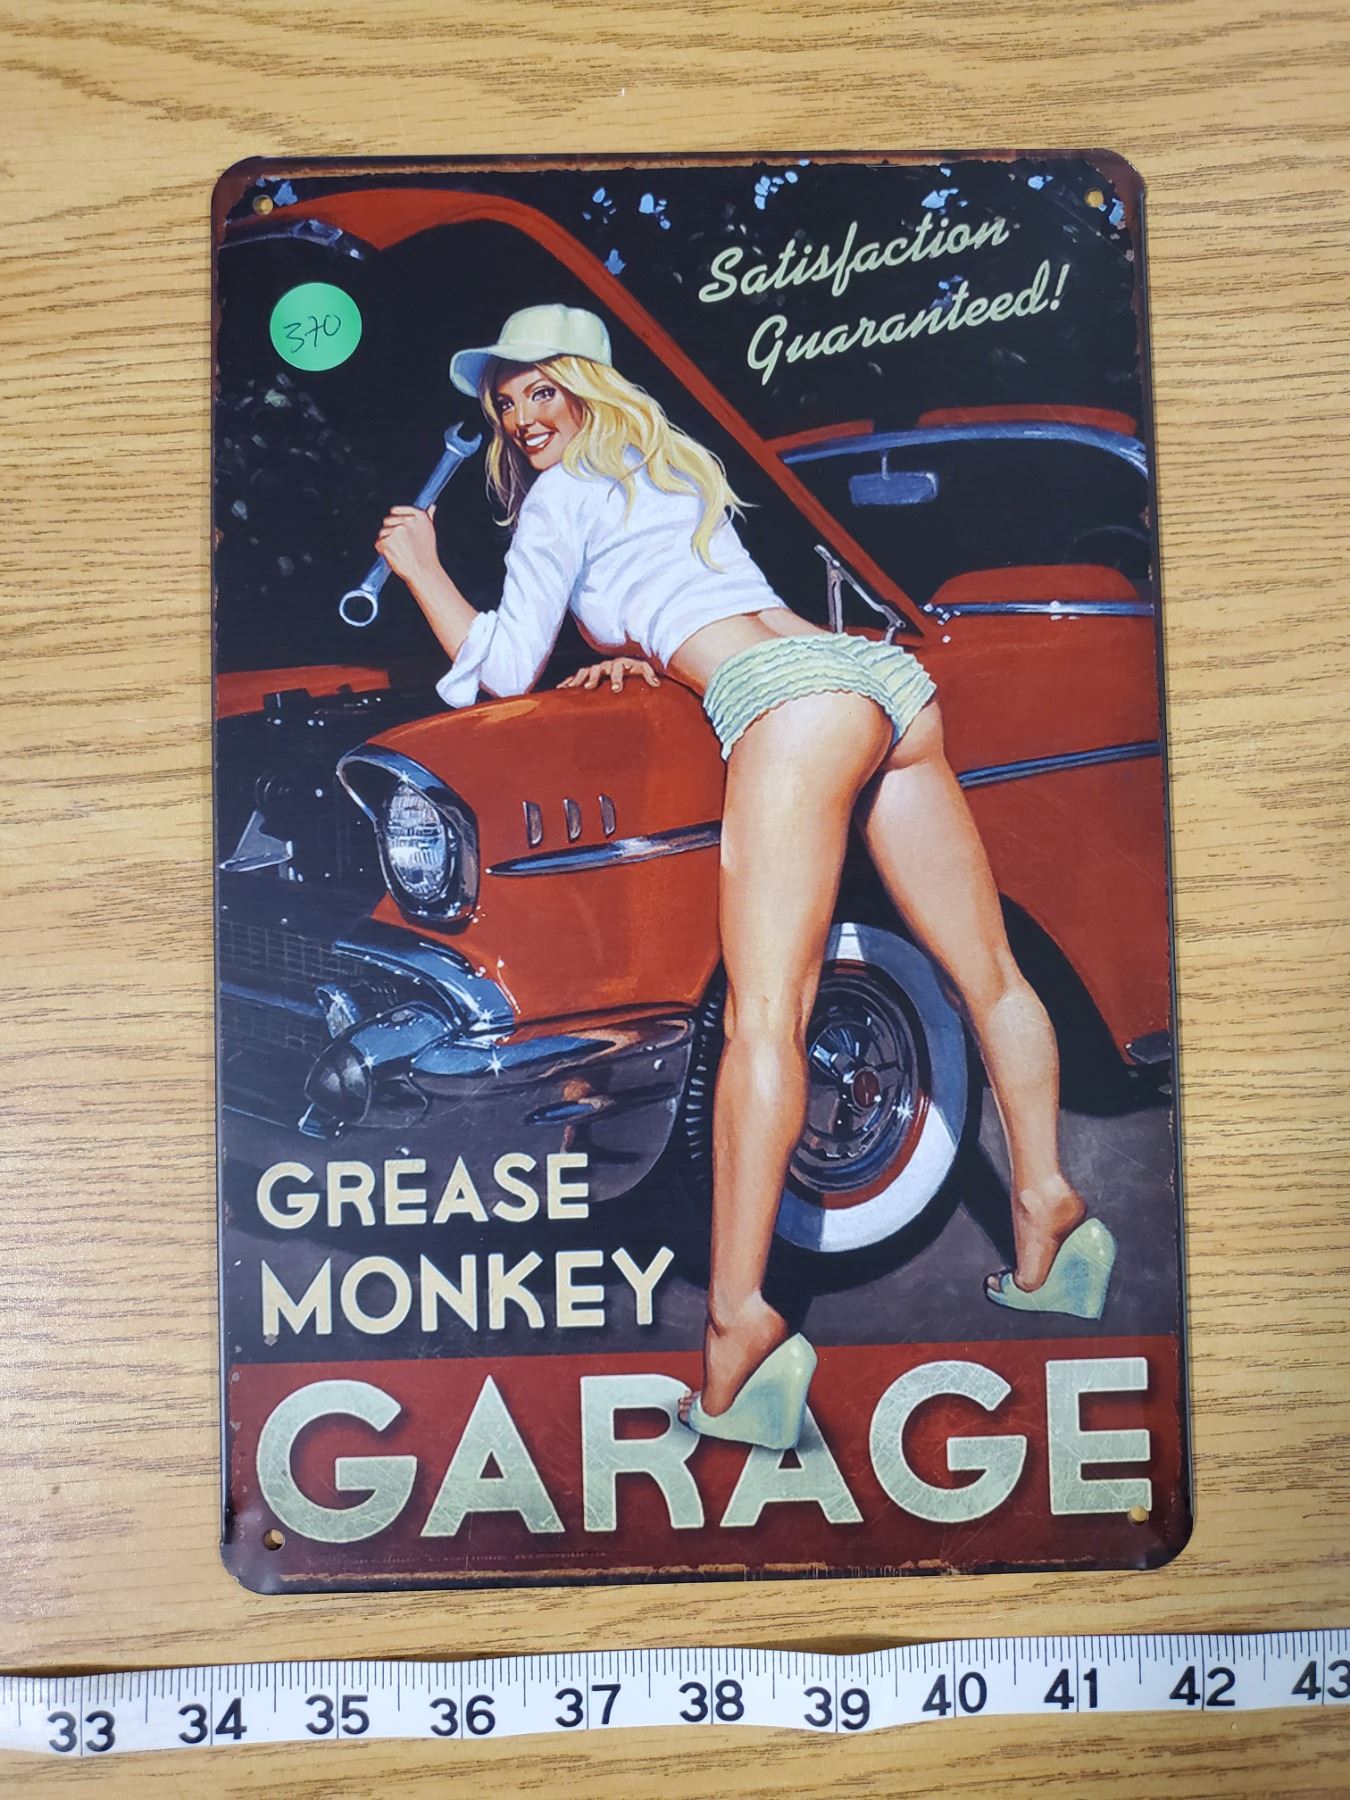 370
Satisfaction
Guaranteed!
GREASE
MONKEY
GARAGE
33 34 35 36 37 38 39 40 41 42 43